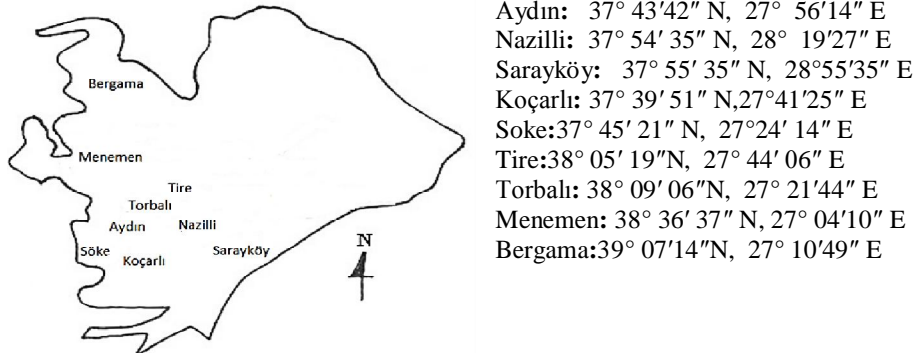 Bergama
Menemen
Tire
Torbalı
Aydın Nazilli
Söke Koçarlı Sarayköy
N
Aydın: 37° 43′42″ N, 27° 56′14″ E
Nazilli: 37° 54′ 35″ N, 28° 19′27″ E
Sarayköy: 37° 55′ 35″ N, 28°55′35″ E
Koçarlı: 37° 39′ 51″ N,27°41′25″ E
Soke:37° 45′ 21″ N, 27°24′ 14″ E
Tire:38° 05′ 19″N, 27° 44′ 06″ E
Torbalı: 38° 09′ 06″N, 27° 21′44″ E
Menemen: 38° 36′ 37″ N, 27° 04′10″ E
Bergama:39° 07′14″N, 27° 10′49″ E